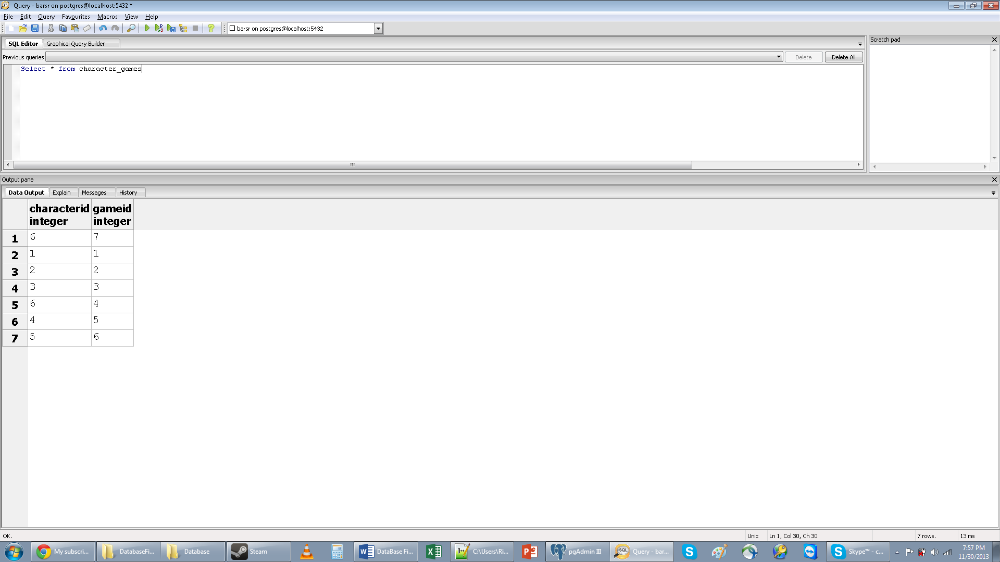 Query - barsr on postgres@localhost:5432 *
File Edit Query Favourites Macros View Help
barsr on postgres@localhost:5432
SQL Editor Graphical Query Builder
Scratch pad
Previous queries Delete Delete All
Select * from character_games
Output pane
Data Output Explain Messages History
characterid gameid
integer integer
1 6 7
2 1 1
3 2 2
4 3 3
5 6 4
6 4 5
7 5 6
OK. Unix Ln 1, Col 30, Ch 30 7 rows. 13 ms
My subscri... DatabaseFi... Database Steam DataBase Fi... C:\Users\Ri... pgAdmin III Query - bar... Skype™ - c...
7:57 PM
11/30/2013